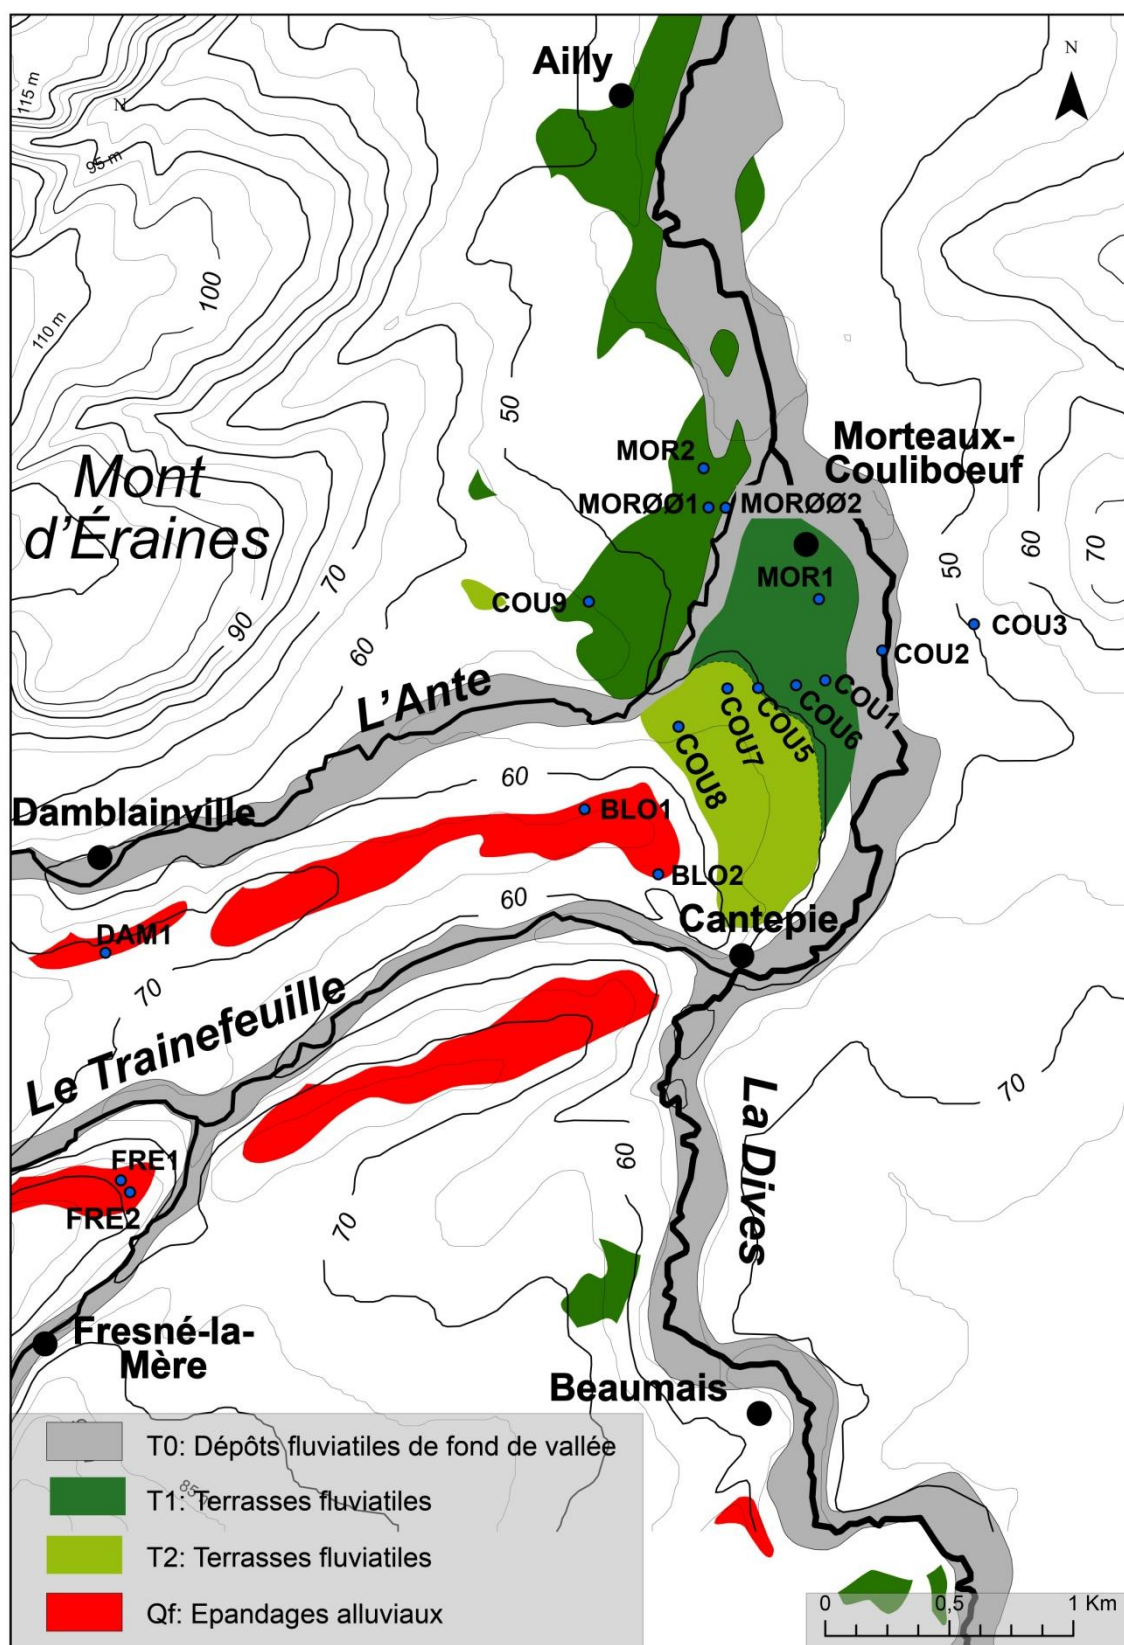 Ailly
N
N
115 m
95 m
100
110 m
50
Mont
d'Éraines
MOR2
MORØØ1
MORØØ2
Morteaux-
Couliboeuf
MOR1
70
60
50
60
70
90
60
COU9
COU3
COU2
COU1
COU6
COU5
COU7
COU8
L'Ante
60
Damblainville
BLO1
BLO2
60
Cantepie
DAM1
70
Le Trainefeuille
La Dives
70
FRE1
FRE2
60
70
Fresné-la-
Mère
Beaumais
T0: Dépôts fluviatiles de fond de vallée
85
T1: Terrasses fluviatiles
T2: Terrasses fluviatiles
Qf: Epandages alluviaux
0 0,5 1 Km